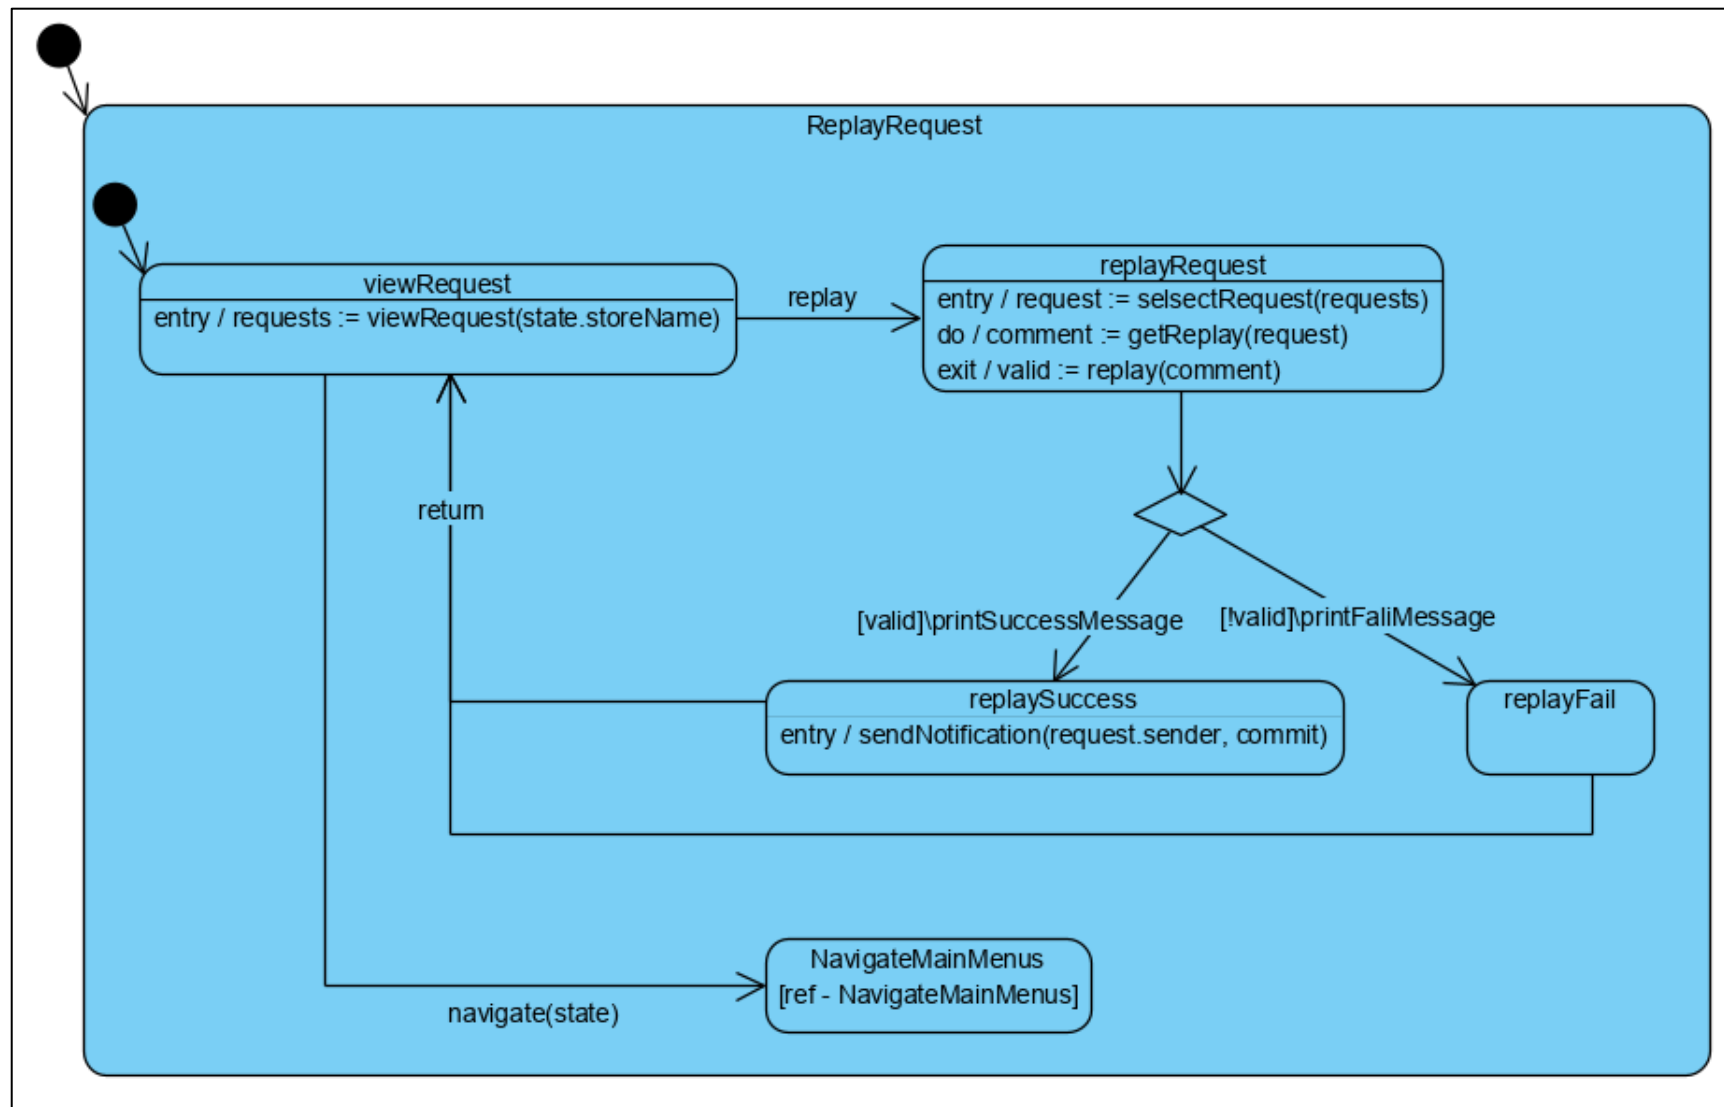 ReplayRequest
viewRequest
entry / requests := viewRequest(state.storeName)
replay
replayRequest
entry / request := selsectRequest(requests)
do / comment := getReplay(request)
exit / valid := replay(comment)
return
[valid]\printSuccessMessage
[!valid]\printFailMessage
replaySuccess
entry / sendNotification(request.sender, commit)
replayFail
NavigateMainMenus
[ref - NavigateMainMenus]
navigate(state)